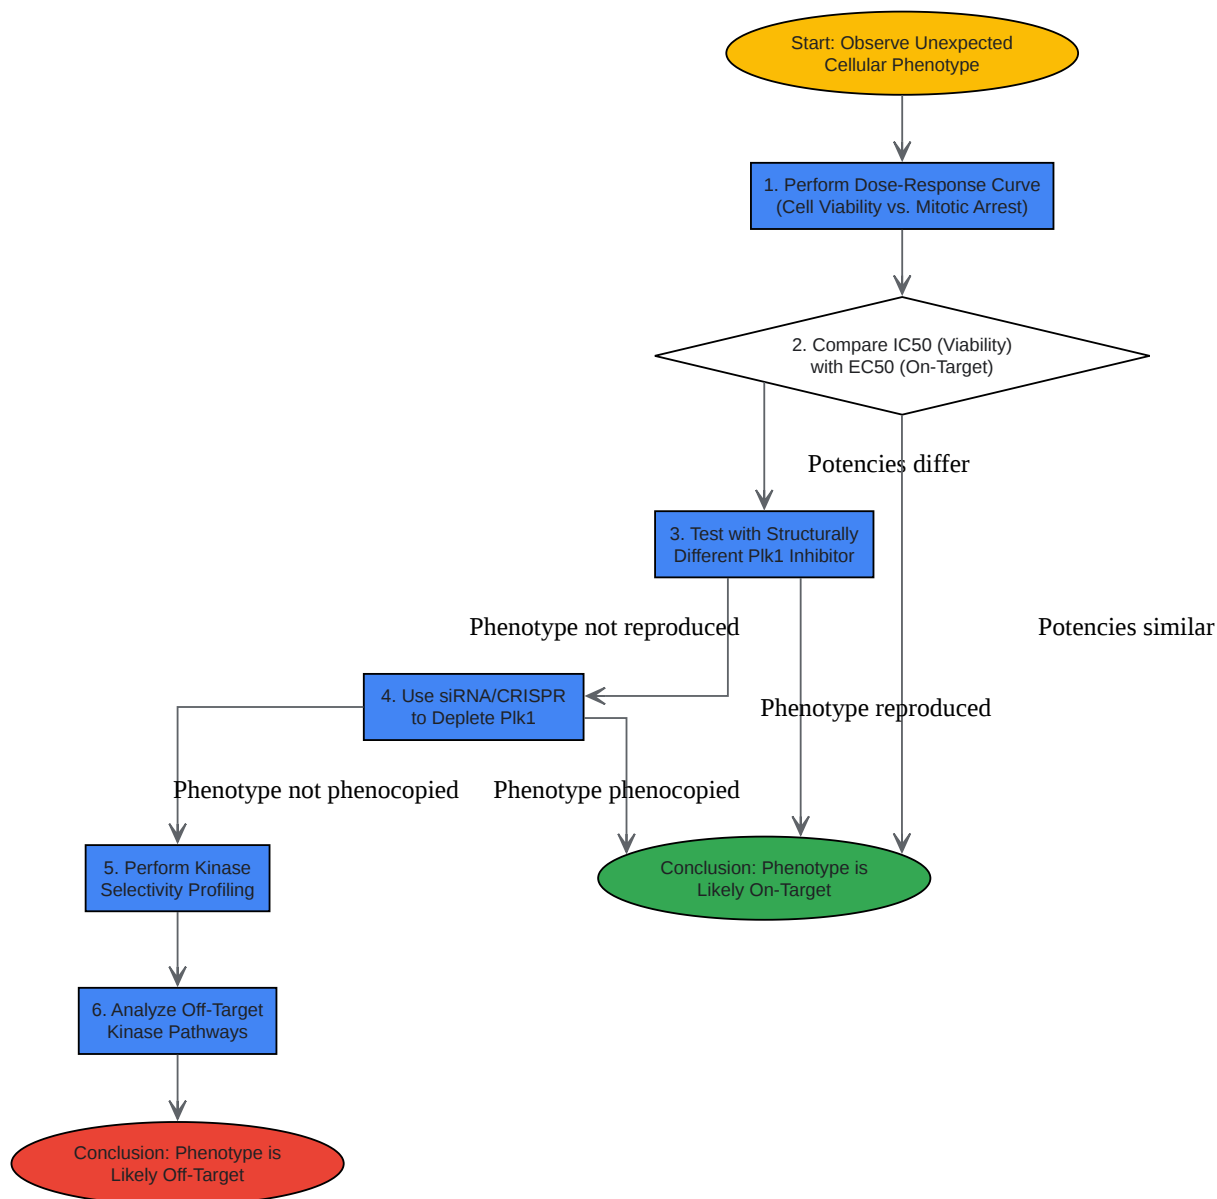 Start: Observe Unexpected
Cellular Phenotype
1. Perform Dose-Response Curve
(Cell Viability vs. Mitotic Arrest)
2. Compare IC50 (Viability)
with EC50 (On-Target)
Potencies differ
3. Test with Structurally
Different Plk1 Inhibitor
Phenotype not reproduced
Potencies similar
4. Use siRNA/CRISPR
to Deplete Plk1
Phenotype reproduced
Phenotype not phenocopied
Phenotype phenocopied
5. Perform Kinase
Selectivity Profiling
Conclusion: Phenotype is
Likely On-Target
6. Analyze Off-Target
Kinase Pathways
Conclusion: Phenotype is
Likely Off-Target